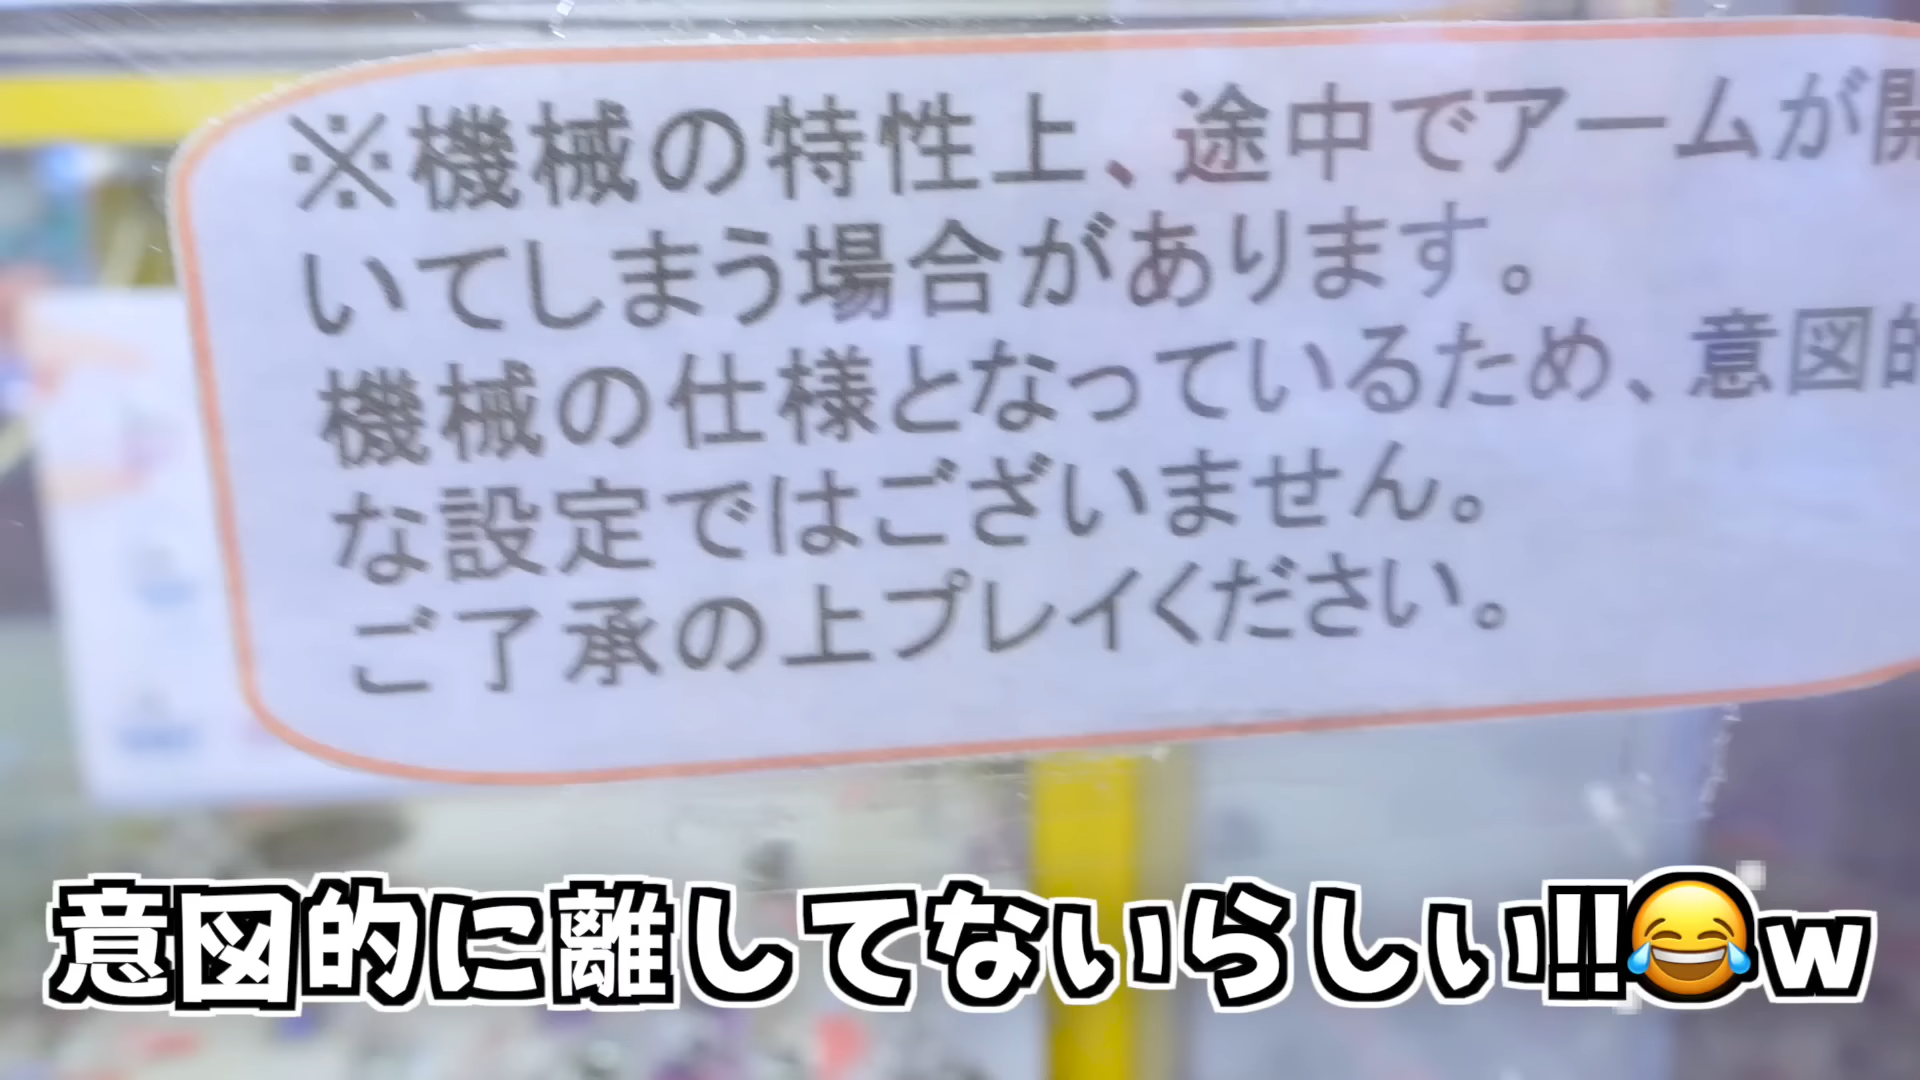 ※機械の特性上、途中でアームが開
いてしまう場合があります。
機械の仕様となっているため、意図的
な設定ではございません。
ご了承の上プレイください。
意図的に離してないらしい‼😂w